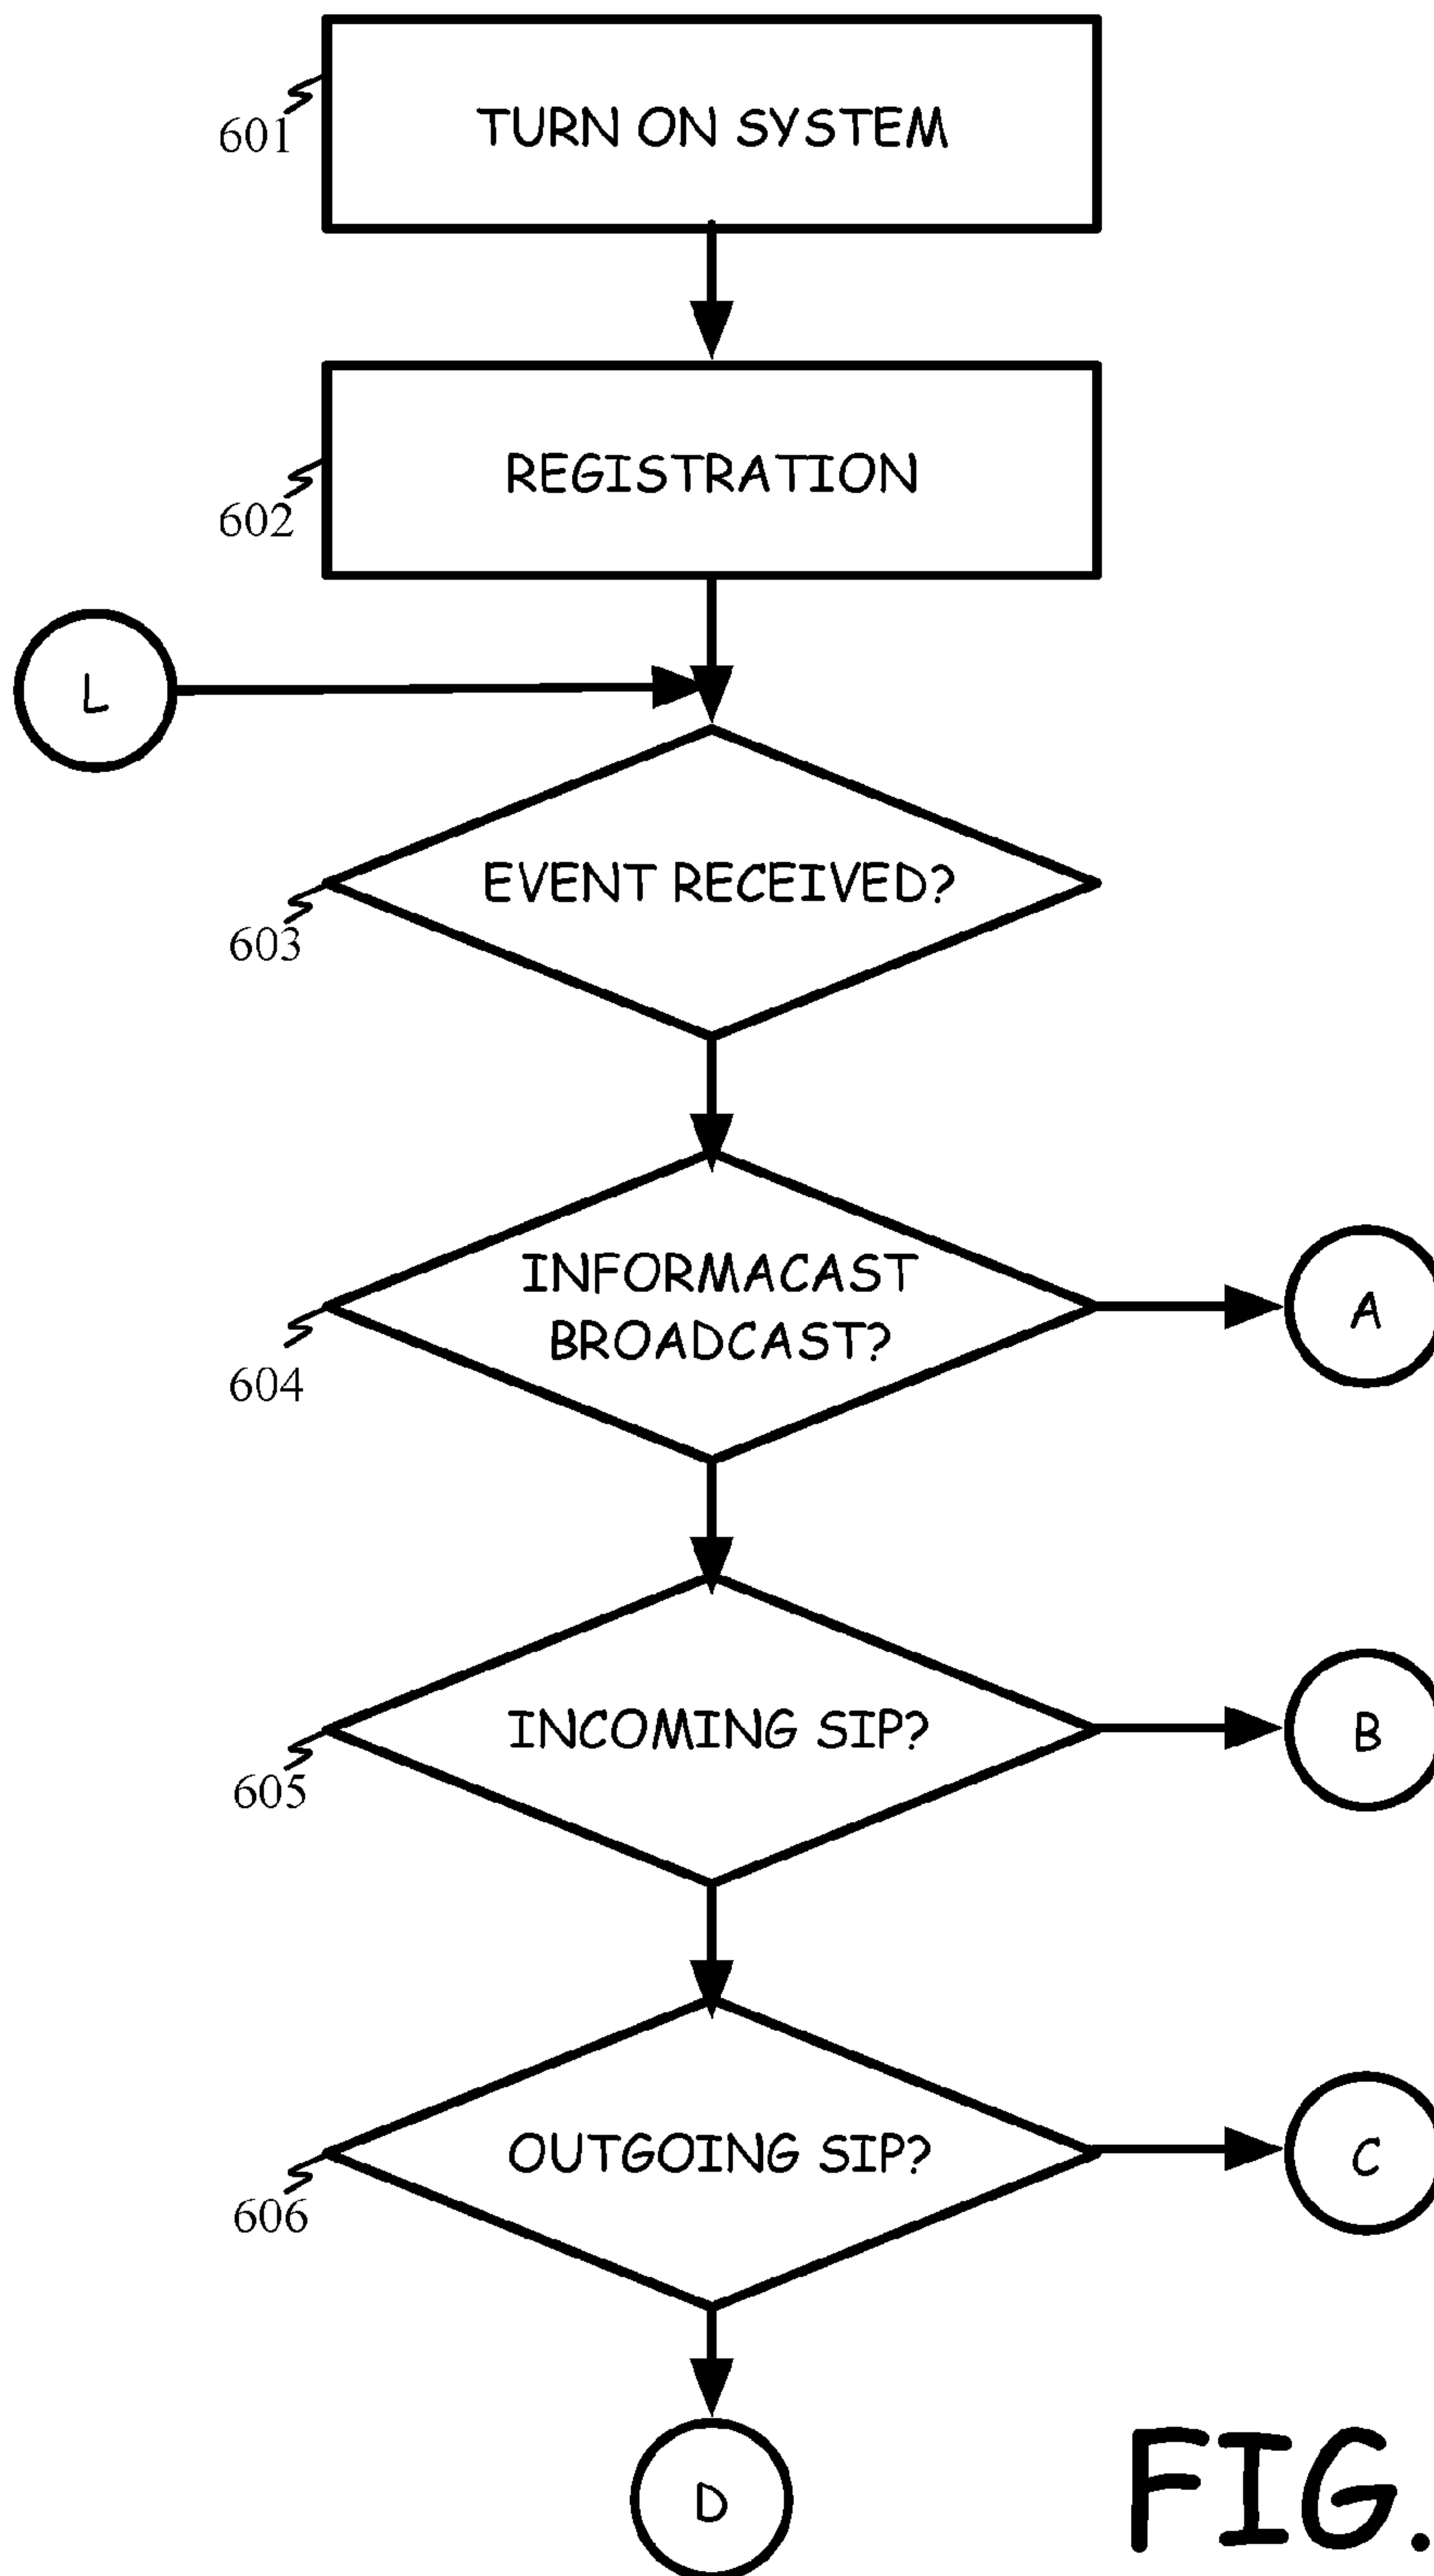 TURN ON SYSTEM
601
REGISTRATION
602
L
EVENT RECEIVED?
603
INFORMACAST
BROADCAST?
A
604
INCOMING SIP?
B
605
OUTGOING SIP?
C
606
D
FIG.